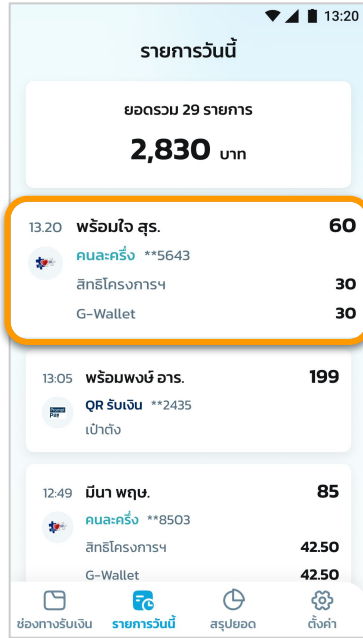 13:20
รายการวันนี้
ยอดรวม 29 รายการ
2,830 บาท
13.20 พร้อมใจ สุร. 60
คนละครึ่ง **5643
สิทธิโครงการฯ 30
G-Wallet 30
13:05 พร้อมพงษ์ อาร. 199
Prompt Pay QR รับเงิน **2435
เป๋าตัง
12:49 มีนา พฤษ. 85
คนละครึ่ง **8503
สิทธิโครงการฯ 42.50
G-Wallet 42.50
ช่องทางรับเงิน รายการวันนี้ สรุปยอด ตั้งค่า